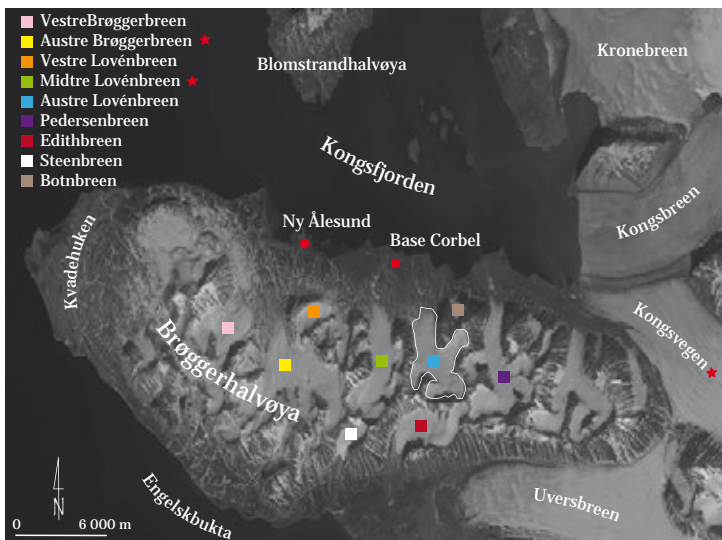 VestreBrøggerbreen
Austre Brøggerbreen
Vestre Lovénbreen
Midtre Lovénbreen
Austre Lovénbreen
Pedersenbreen
Edithbreen
Steenbreen
Botnbreen
Blomstrandhalvøya
Kronebreen
Kongsfjorden
Kongsbreen
Kvadehuken
Ny Ålesund
Base Corbel
Kongsvegen
Brøggerhalvøya
Engelskbukta
Uversbreen
N
0 6 000 m